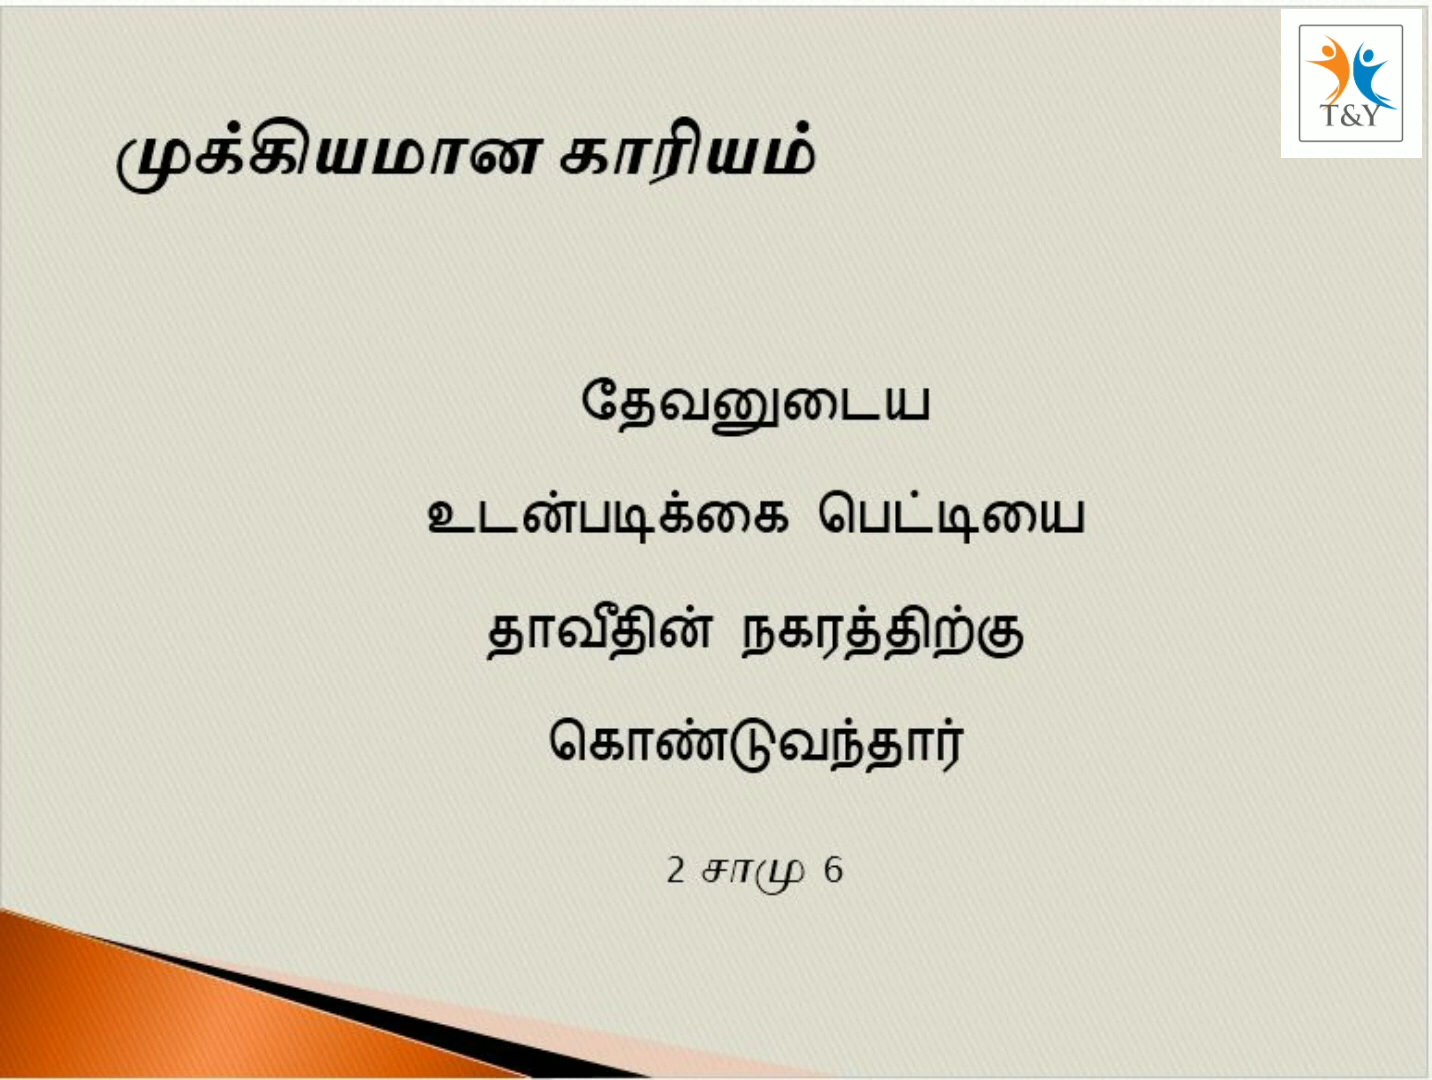 T&Y
முக்கியமான காரியம்
தேவனுடைய
உடன்படிக்கை பெட்டியை
தாவீதின் நகரத்திற்கு
கொண்டுவந்தார்
2 சாமு 6